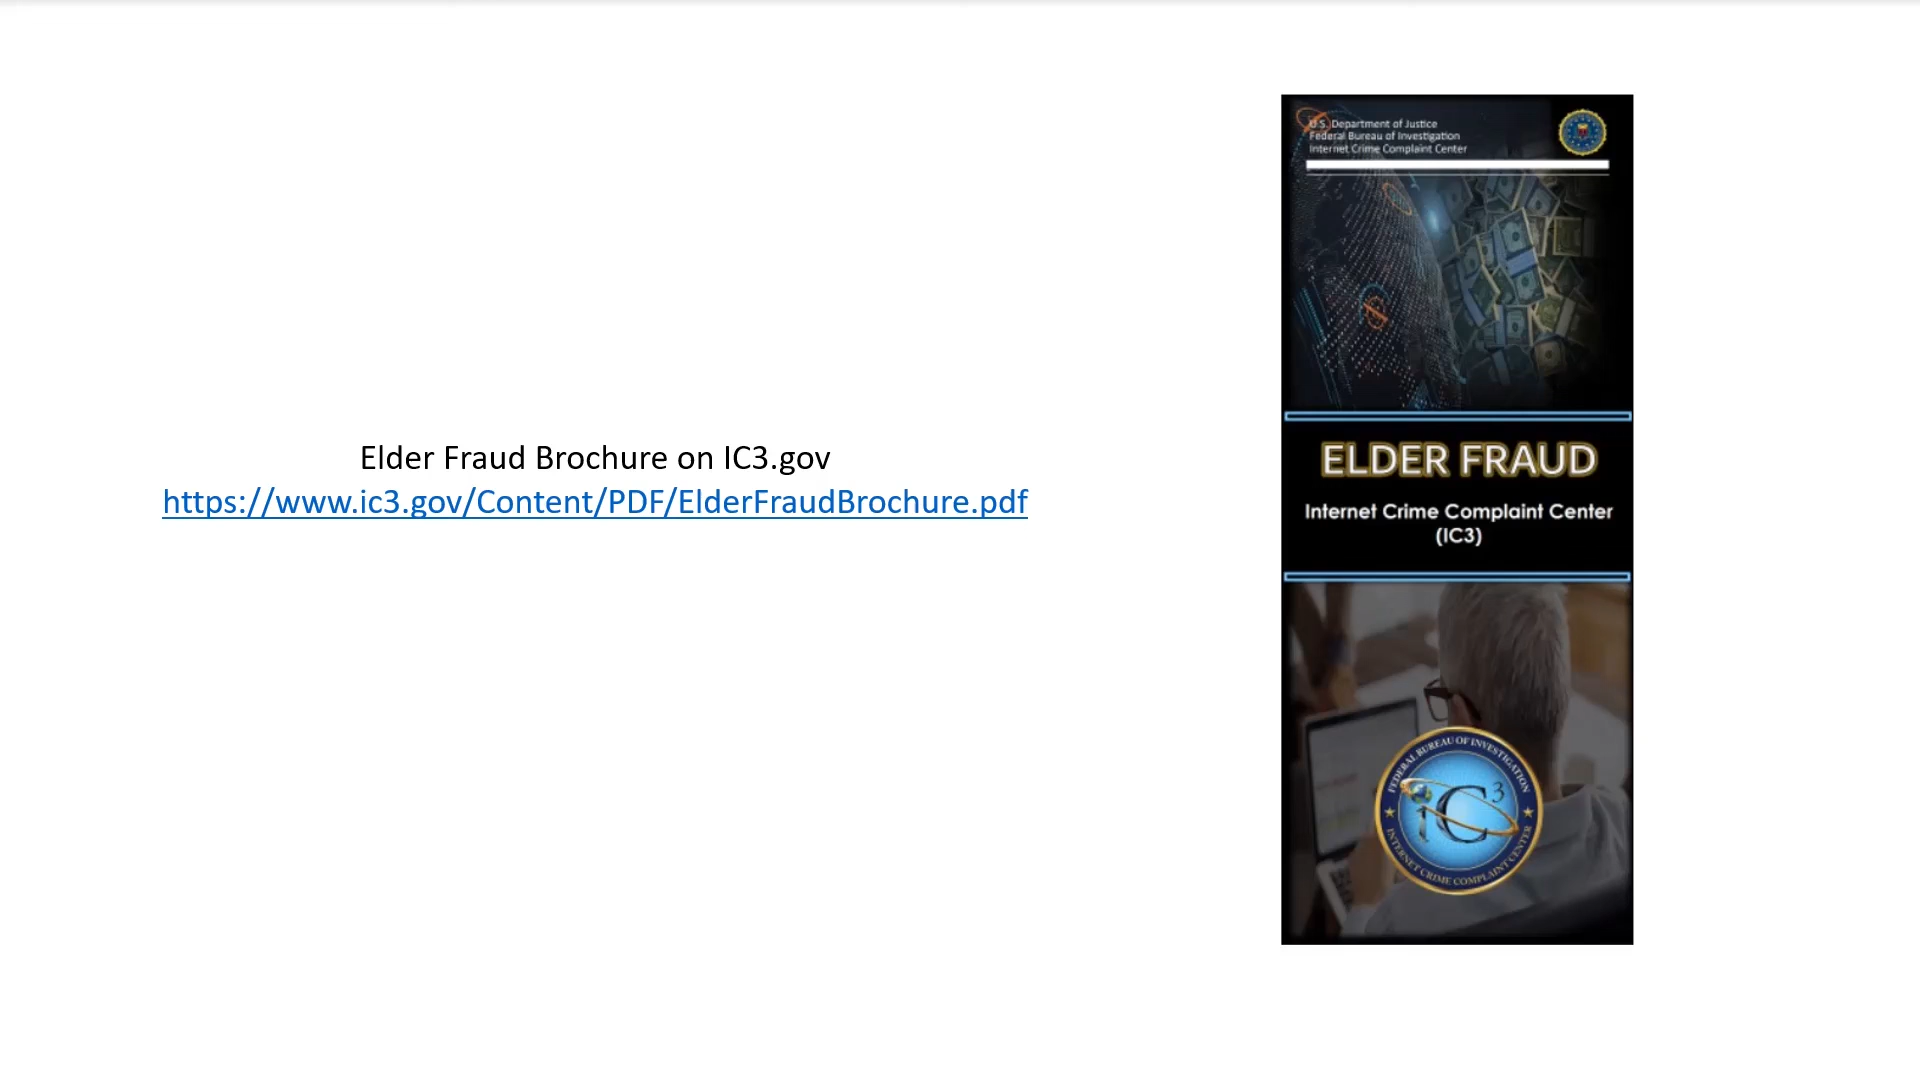 Elder Fraud Brochure on IC3.gov
https://www.ic3.gov/Content/PDF/ElderFraudBrochure.pdf
U.S. Department of Justice
Federal Bureau of Investigation
Internet Crime Complaint Center
ELDER FRAUD
Internet Crime Complaint Center
(IC3)
FEDERAL BUREAU OF INVESTIGATION
iC3
INTERNET CRIME COMPLAINT CENTER